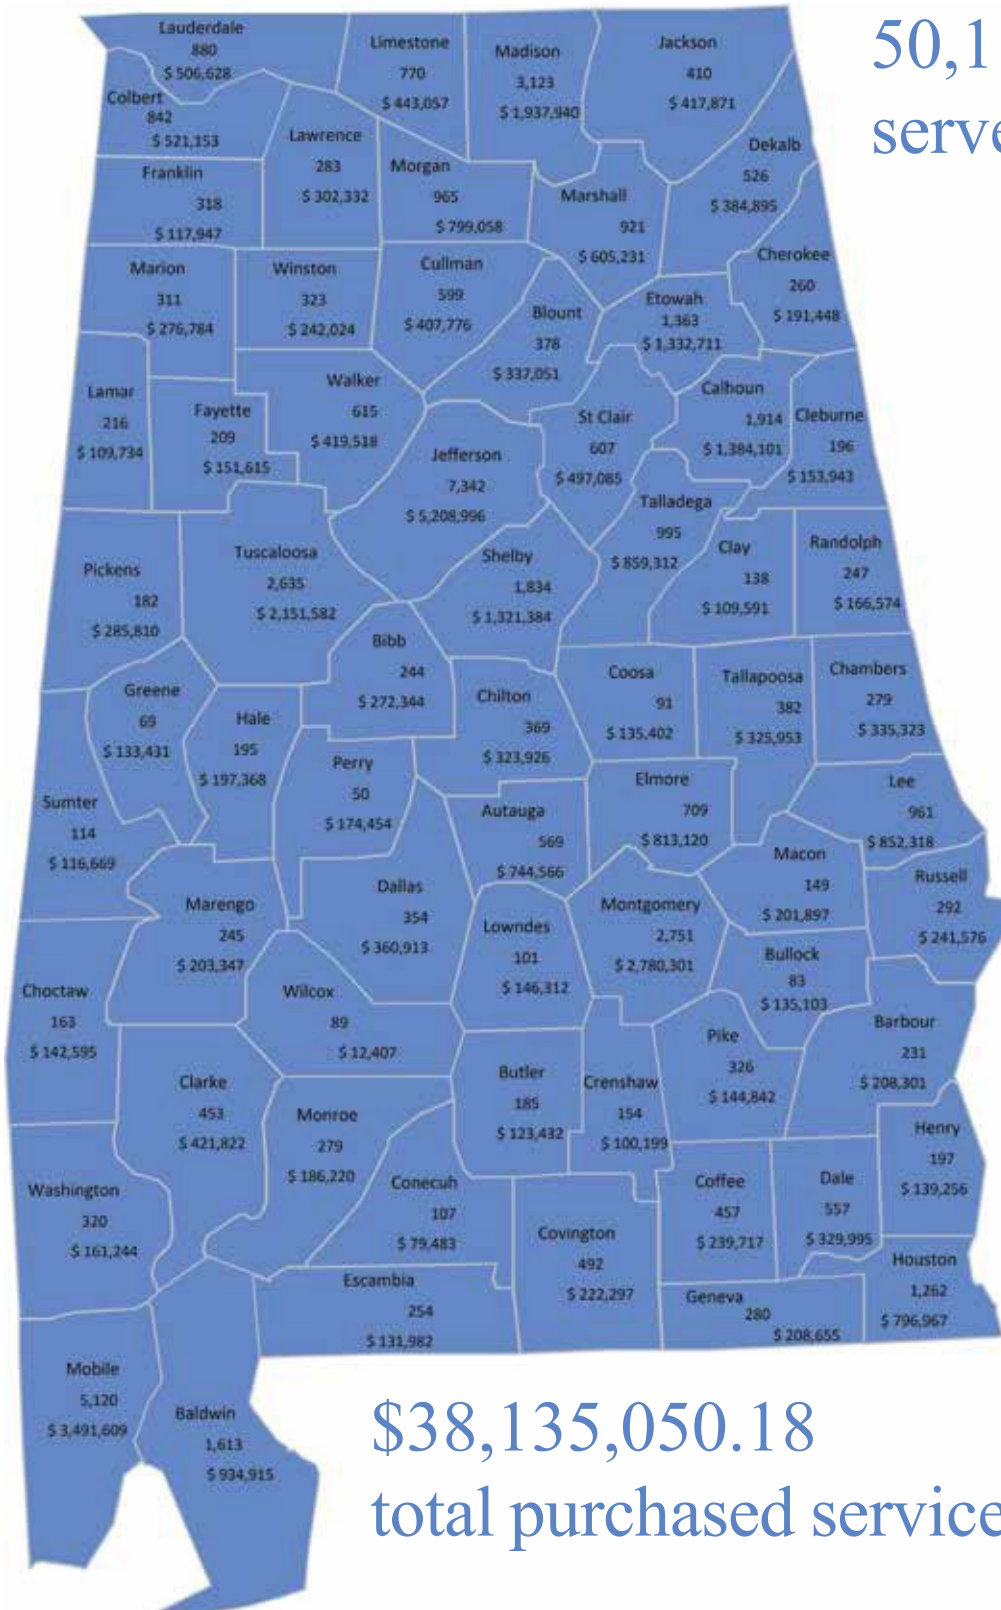 Lauderdale
880
$ 506,628
Limestone
770
$ 443,057
Madison
3,123
$ 1,937,940
Jackson
410
$ 417,871
50,1
serve
Colbert
842
$ 521,153
Lawrence
283
$ 302,332
Franklin
318
$ 117,947
Morgan
965
$ 799,058
Marshall
921
$ 605,231
Dekalb
526
$ 384,895
Marion
311
$ 276,784
Winston
323
$ 242,024
Cullman
599
$ 407,776
Blount
378
$ 337,051
Etowah
1,363
$ 1,332,711
Cherokee
260
$ 191,448
Lamar
216
$ 109,734
Fayette
209
$ 151,615
Walker
615
$ 419,518
Jefferson
7,342
$ 5,208,996
St Clair
607
$ 497,085
Calhoun
1,914
$ 1,384,101
Cleburne
196
$ 153,943
Talladega
995
$ 859,312
Pickens
182
$ 285,810
Tuscaloosa
2,635
$ 2,151,582
Shelby
1,834
$ 1,321,384
Clay
138
$ 109,591
Randolph
247
$ 166,574
Bibb
244
$ 272,344
Greene
69
$ 133,431
Hale
195
$ 197,368
Chilton
369
$ 323,926
Coosa
91
$ 135,402
Tallapoosa
382
$ 325,953
Chambers
279
$ 335,323
Perry
50
$ 174,454
Sumter
114
$ 116,669
Autauga
569
$ 744,566
Elmore
709
$ 813,120
Lee
961
$ 852,318
Macon
149
$ 201,897
Russell
292
$ 241,576
Marengo
245
$ 203,347
Dallas
354
$ 360,913
Lowndes
101
$ 146,312
Montgomery
2,751
$ 2,780,301
Bullock
83
$ 135,103
Choctaw
163
$ 142,595
Wilcox
89
$ 12,407
Barbour
231
$ 208,301
Clarke
453
$ 421,822
Monroe
279
$ 186,220
Butler
185
$ 123,432
Crenshaw
154
$ 100,199
Pike
326
$ 144,842
Henry
197
$ 139,256
Washington
320
$ 161,244
Conecuh
107
$ 79,483
Covington
492
$ 222,297
Coffee
457
$ 239,717
Dale
557
$ 329,995
Houston
1,262
$ 796,967
Escambia
254
$ 131,982
Geneva
280
$ 208,655
Mobile
5,120
$ 3,491,609
Baldwin
1,613
$ 934,915
$38,135,050.18
total purchased service